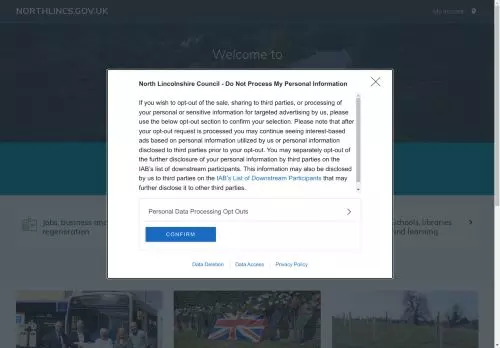 NORTHLINCS.GOV.UK
My account
Welcome to
North Lincolnshire Council - Do Not Process My Personal Information
If you wish to opt-out of the sale, sharing to third parties, or processing of
your personal or sensitive information for targeted advertising by us, please
use the below opt-out section to confirm your selection. Please note that after
your opt-out request is processed you may continue seeing interest-based
ads based on personal information utilized by us or personal information
disclosed to third parties prior to your opt-out. You may separately opt-out of
the further disclosure of your personal information by third parties on the
IAB's list of downstream participants. This information may also be disclosed
by us to third parties on the IAB's List of Downstream Participants that may
further disclose it to other third parties.
Personal Data Processing Opt Outs
CONFIRM
Data Deletion
Data Access
Privacy Policy
Jobs, business and
regeneration
Schools, libraries
and learning